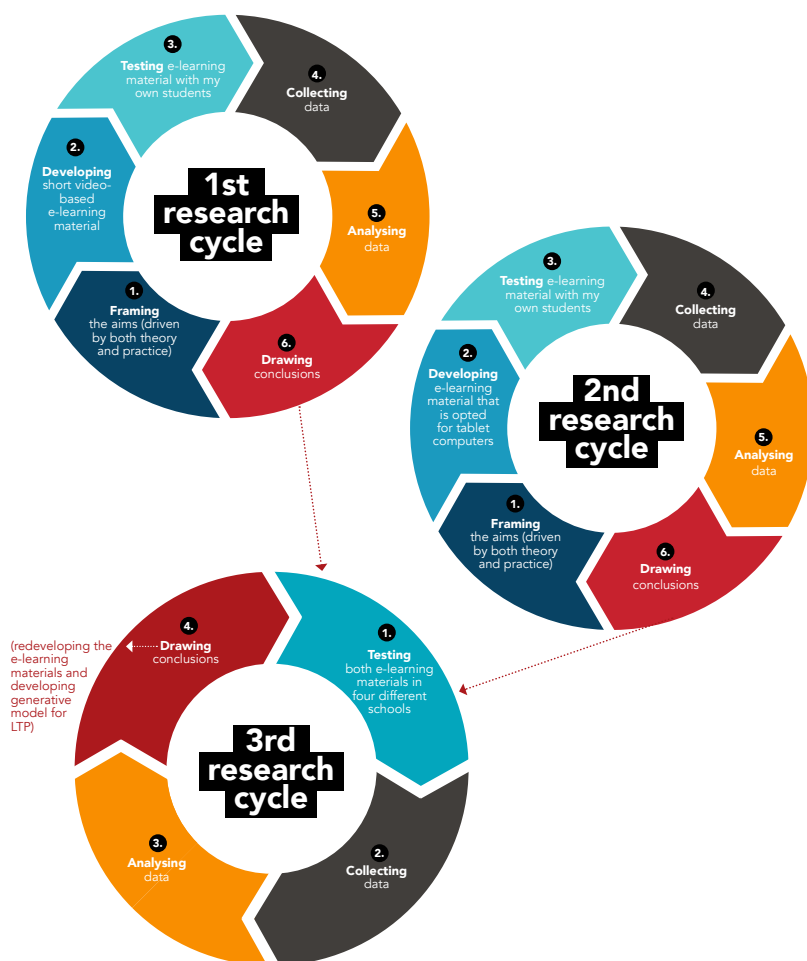 1st
research
cycle
1.
Framing
the aims (driven
by both theory
and practice)
2.
Developing
short video-
based
e-learning
material
3.
Testing e-learning
material with my
own students
4.
Collecting
data
5.
Analysing
data
6.
Drawing
conclusions
2nd
research
cycle
1.
Framing
the aims (driven
by both theory
and practice)
2.
Developing
e-learning
material that
is opted
for tablet
computers
3.
Testing e-learning
material with my
own students
4.
Collecting
data
5.
Analysing
data
6.
Drawing
conclusions
3rd
research
cycle
1.
Testing
both e-learning
materials in
four different
schools
2.
Collecting
data
3.
Analysing
data
4.
Drawing
conclusions
(redeveloping the
e-learning
materials and
developing
generative
model for
LTP)